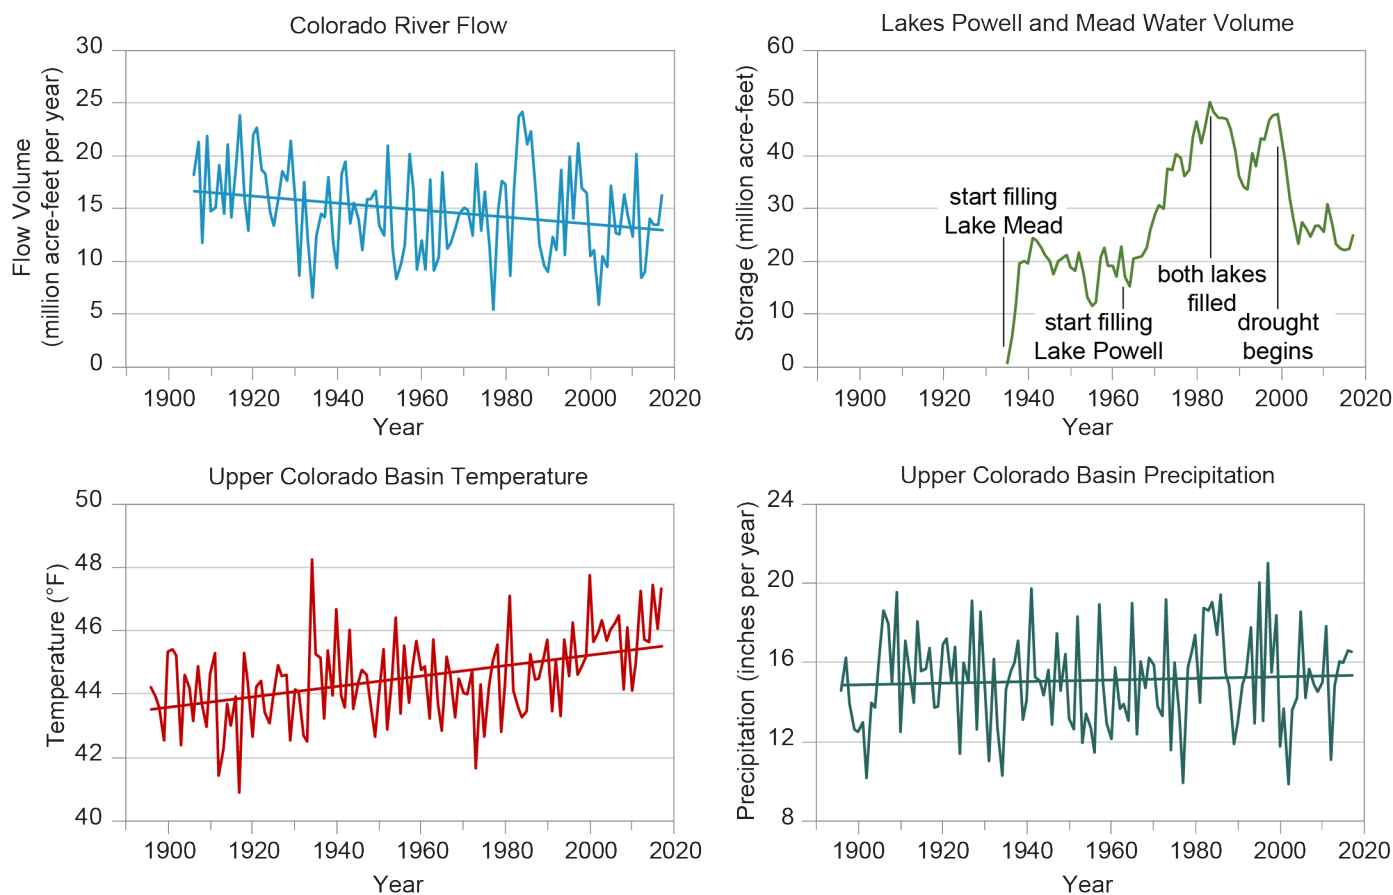 Colorado River Flow
Flow Volume
(million acre-feet per year)
30
25
20
15
10
5
0
1900 1920 1940 1960 1980 2000 2020
Year
Lakes Powell and Mead Water Volume
Storage (million acre-feet)
60
50
40
30
20
10
0
start filling
Lake Mead
both lakes
filled
start filling
Lake Powell
drought
begins
1900 1920 1940 1960 1980 2000 2020
Year
Upper Colorado Basin Temperature
Temperature (°F)
50
48
46
44
42
40
1900 1920 1940 1960 1980 2000 2020
Year
Upper Colorado Basin Precipitation
Precipitation (inches per year)
24
20
16
12
8
1900 1920 1940 1960 1980 2000 2020
Year